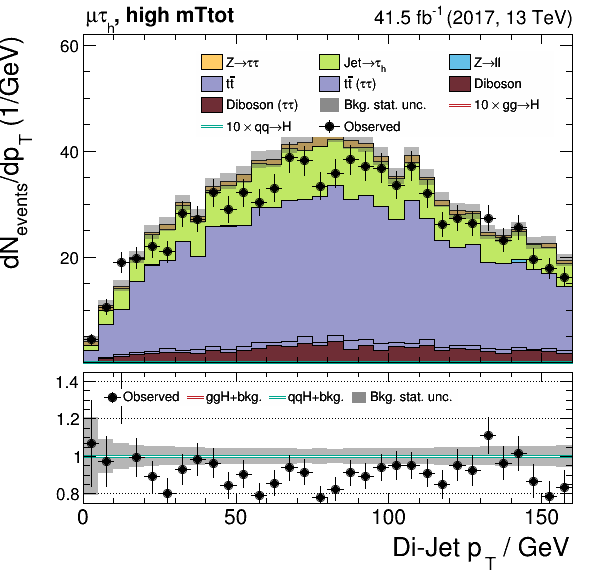 μτh, high mTtot 41.5 fb⁻¹ (2017, 13 TeV)
dNevents/dpT (1/GeV)
60
40
20
Z→ττ Jet→τh Z→ll
tt̄ tt̄ (ττ) Diboson
Diboson (ττ) Bkg. stat. unc. 10 × gg→H
10 × qq→H Observed
1.4
1.2
1
0.8
Observed ggH+bkg. qqH+bkg. Bkg. stat. unc.
0 50 100 150
Di-Jet pT / GeV